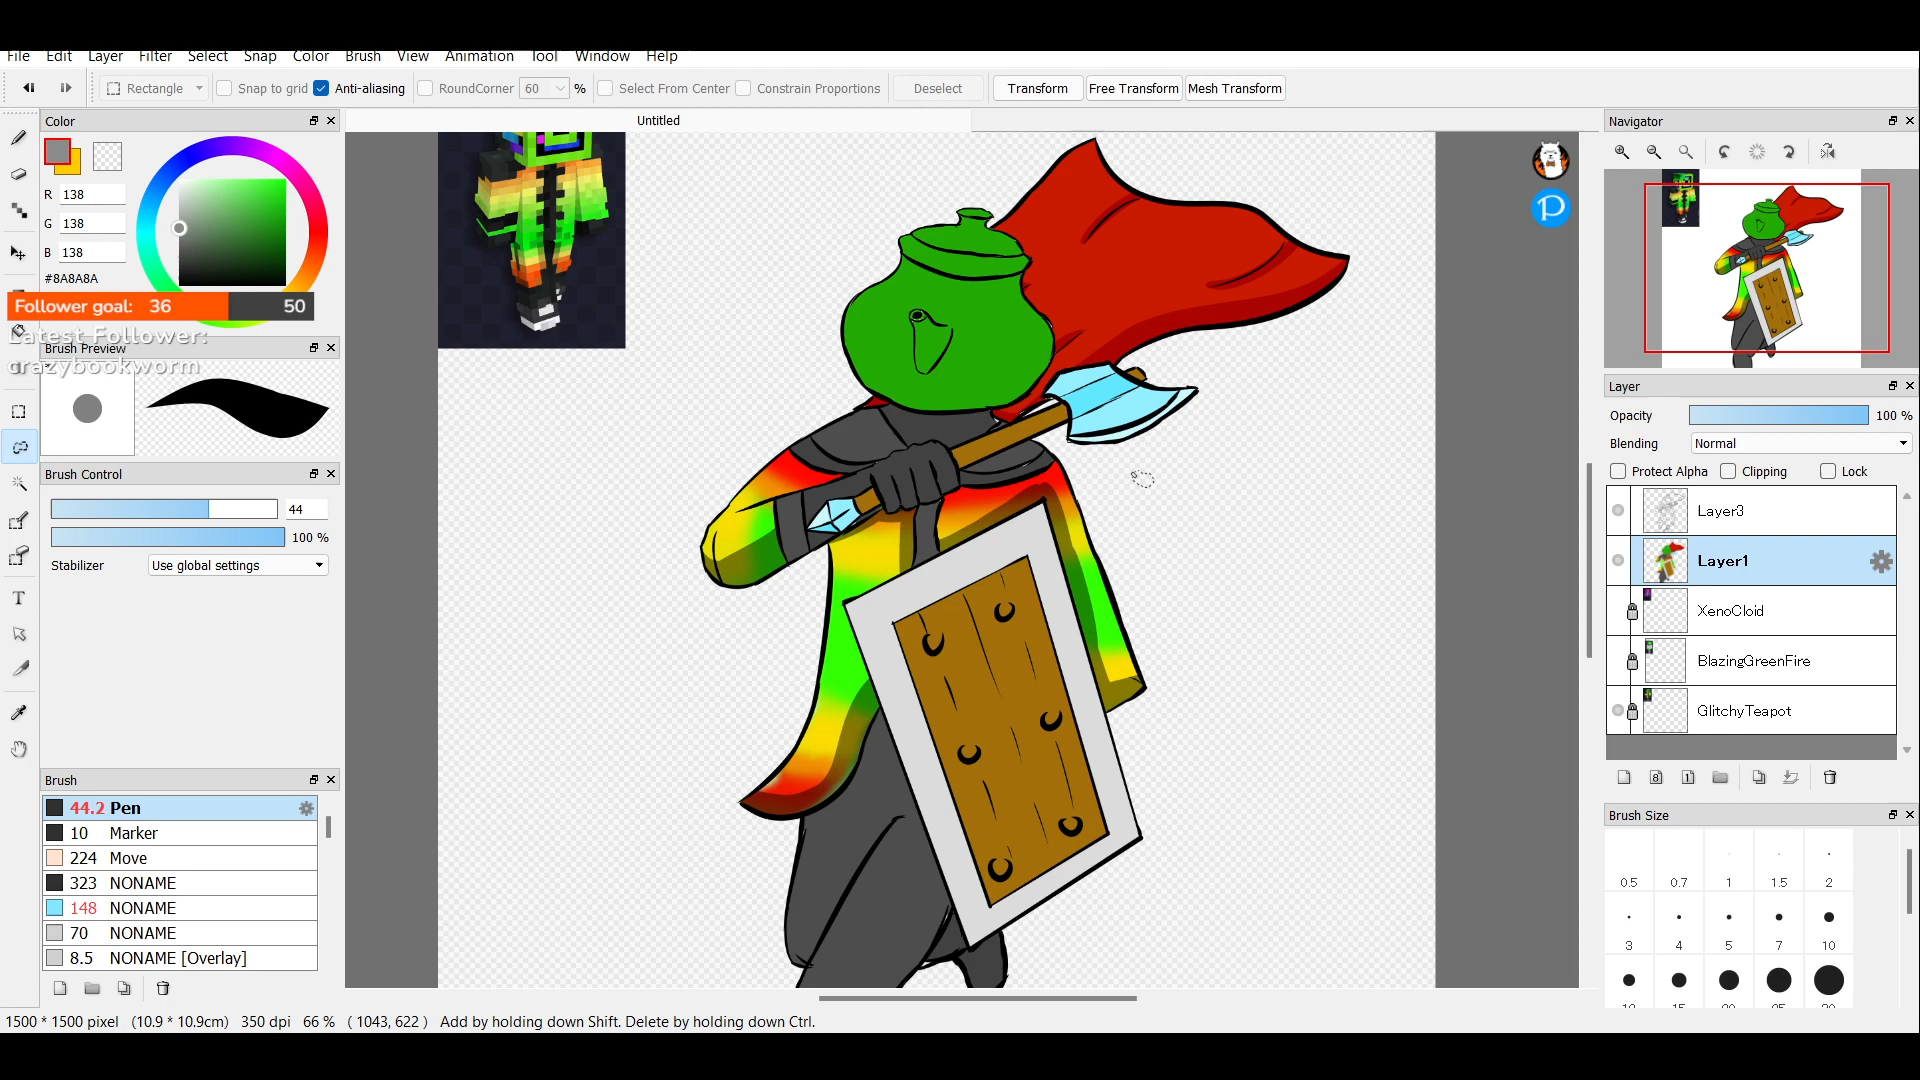 File Edit Layer Filter Select Snap Color Brush View Animation Tool Window Help
Rectangle Snap to grid Anti-aliasing RoundCorner 60 % Select From Center Constrain Proportions Deselect Transform Free Transform Mesh Transform
Color
Untitled
Navigator
R 138
G 138
B 138
#8A8A8A
Follower goal: 36 50
Latest Follower:
crazybookworm
Brush Preview
Brush Control
44
100 %
Stabilizer Use global settings
Brush
44.2 Pen
10 Marker
224 Move
323 NONAME
148 NONAME
70 NONAME
8.5 NONAME [Overlay]
Layer
Opacity 100 %
Blending Normal
Protect Alpha Clipping Lock
Layer3
Layer1
XenoCloid
BlazingGreenFire
GlitchyTeapot
8 1
Brush Size
0.5 0.7 1 1.5 2
3 4 5 7 10
T
P
1500 * 1500 pixel (10.9 * 10.9cm) 350 dpi 66 % ( 1043, 622 ) Add by holding down Shift. Delete by holding down Ctrl.